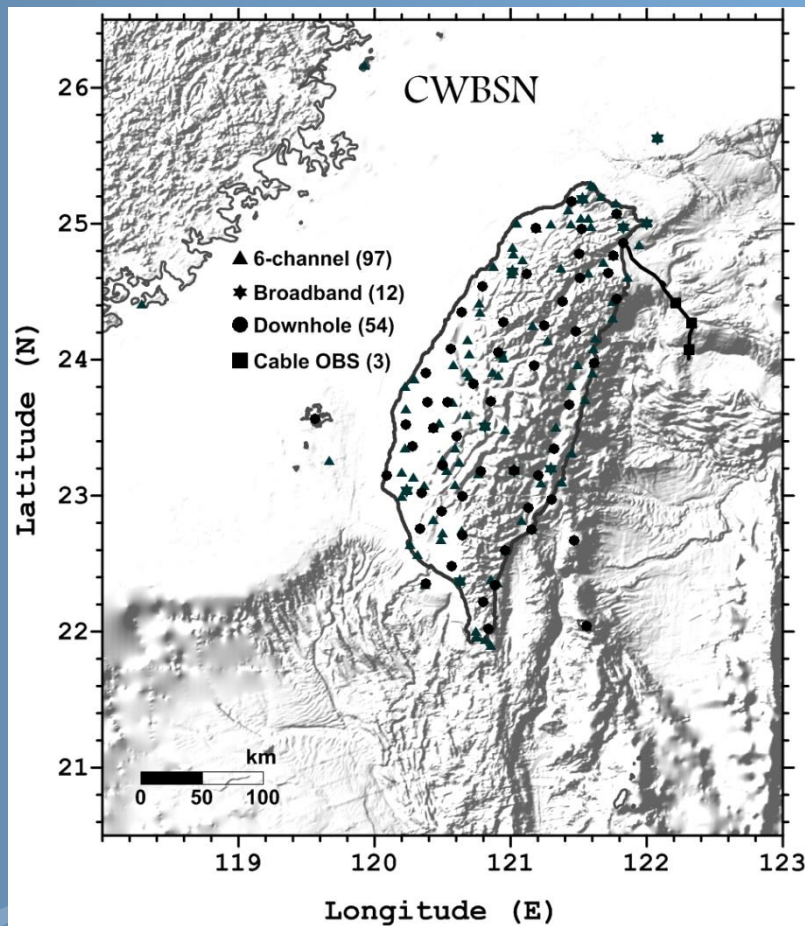 CWBSN
6-channel (97)
Broadband (12)
Downhole (54)
Cable OBS (3)
Latitude (N)
26
25
24
23
22
21
km
0 50 100
119 120 121 122 123
Longitude (E)